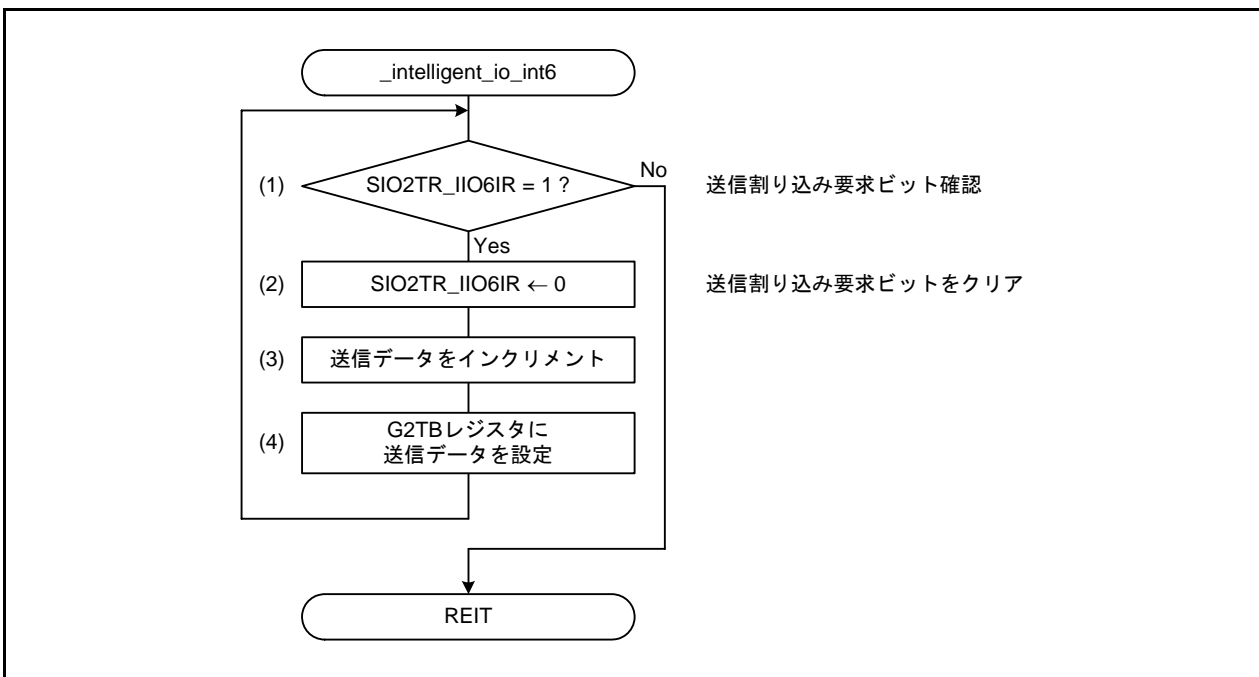 _intelligent_io_int6
(1)
SIO2TR_IIO6IR = 1 ?
No
送信割り込み要求ビット確認
Yes
(2)
SIO2TR_IIO6IR ← 0
送信割り込み要求ビットをクリア
(3)
送信データをインクリメント
(4)
G2TBレジスタに
送信データを設定
REIT